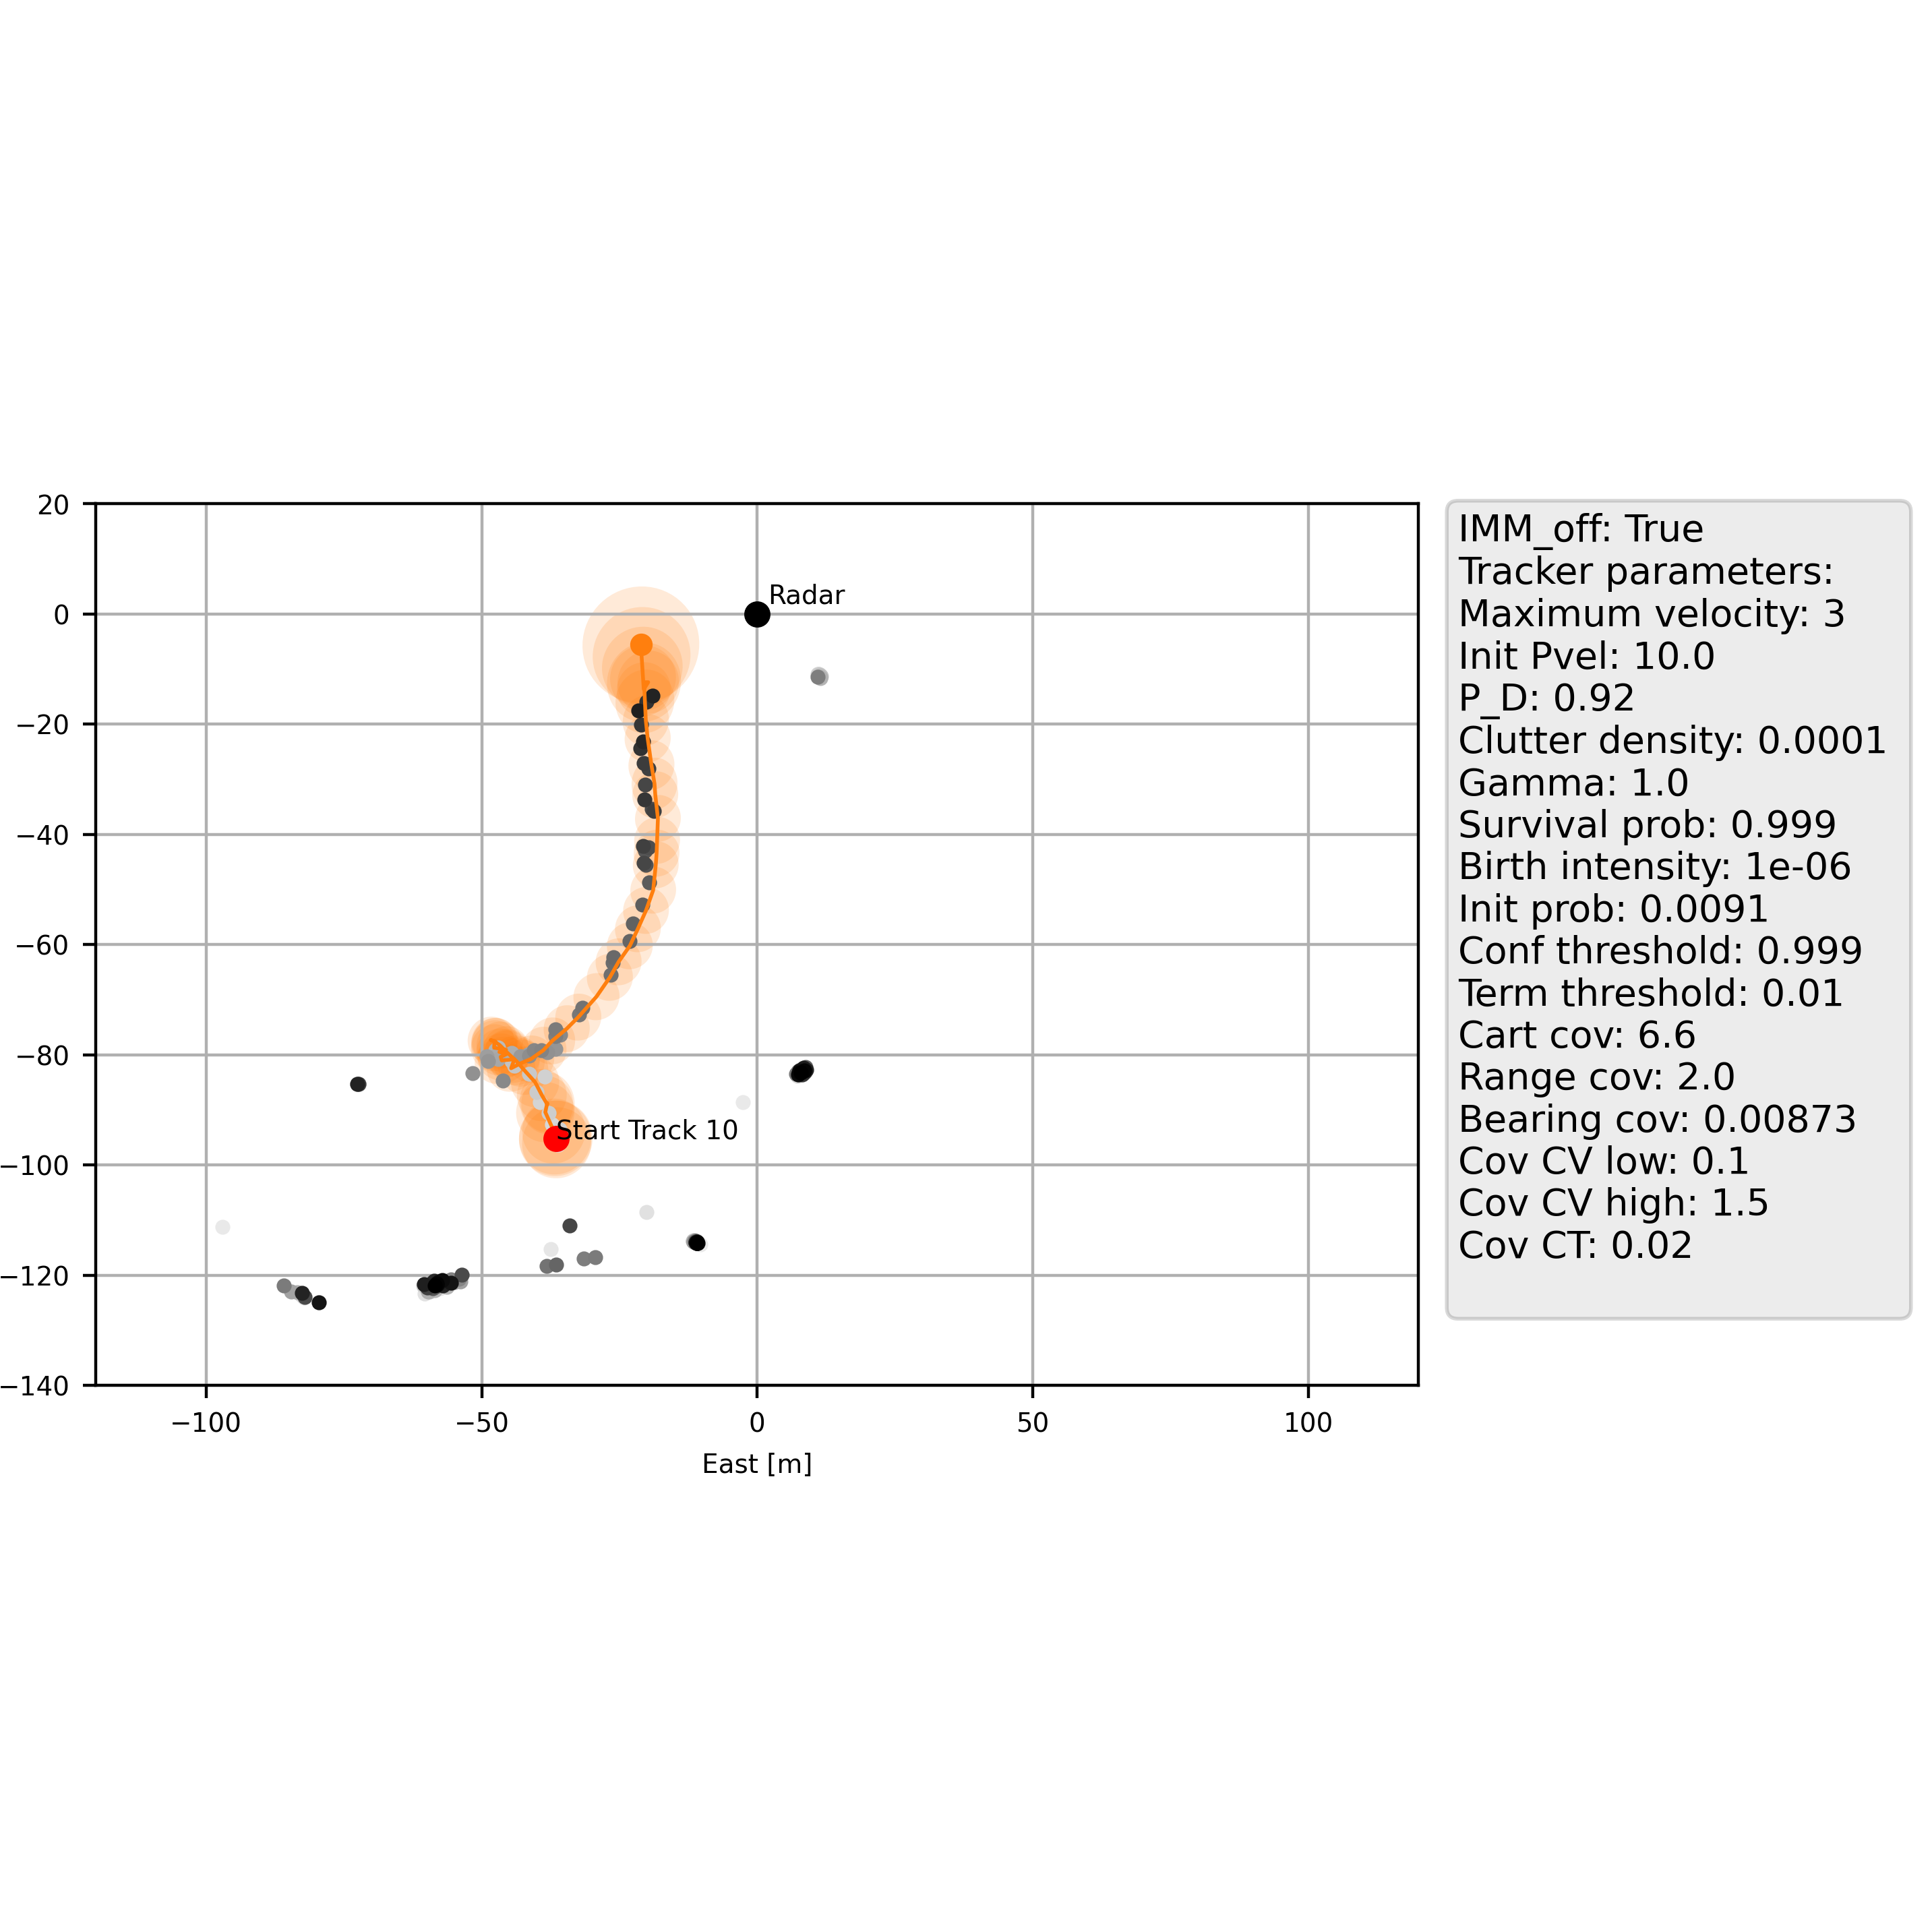 20
0
−20
−40
−60
−80
−100
−120
−140
−100
−50
0
50
100
East [m]
Radar
Start Track 10
IMM_off: True
Tracker parameters:
Maximum velocity: 3
Init Pvel: 10.0
P_D: 0.92
Clutter density: 0.0001
Gamma: 1.0
Survival prob: 0.999
Birth intensity: 1e-06
Init prob: 0.0091
Conf threshold: 0.999
Term threshold: 0.01
Cart cov: 6.6
Range cov: 2.0
Bearing cov: 0.00873
Cov CV low: 0.1
Cov CV high: 1.5
Cov CT: 0.02